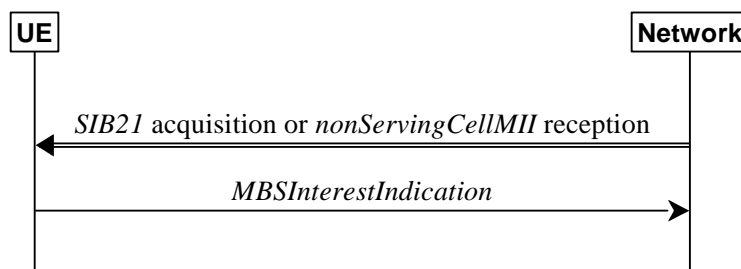 UE
Network
SIB21 acquisition or nonServingCellMII reception
MBSInterestIndication